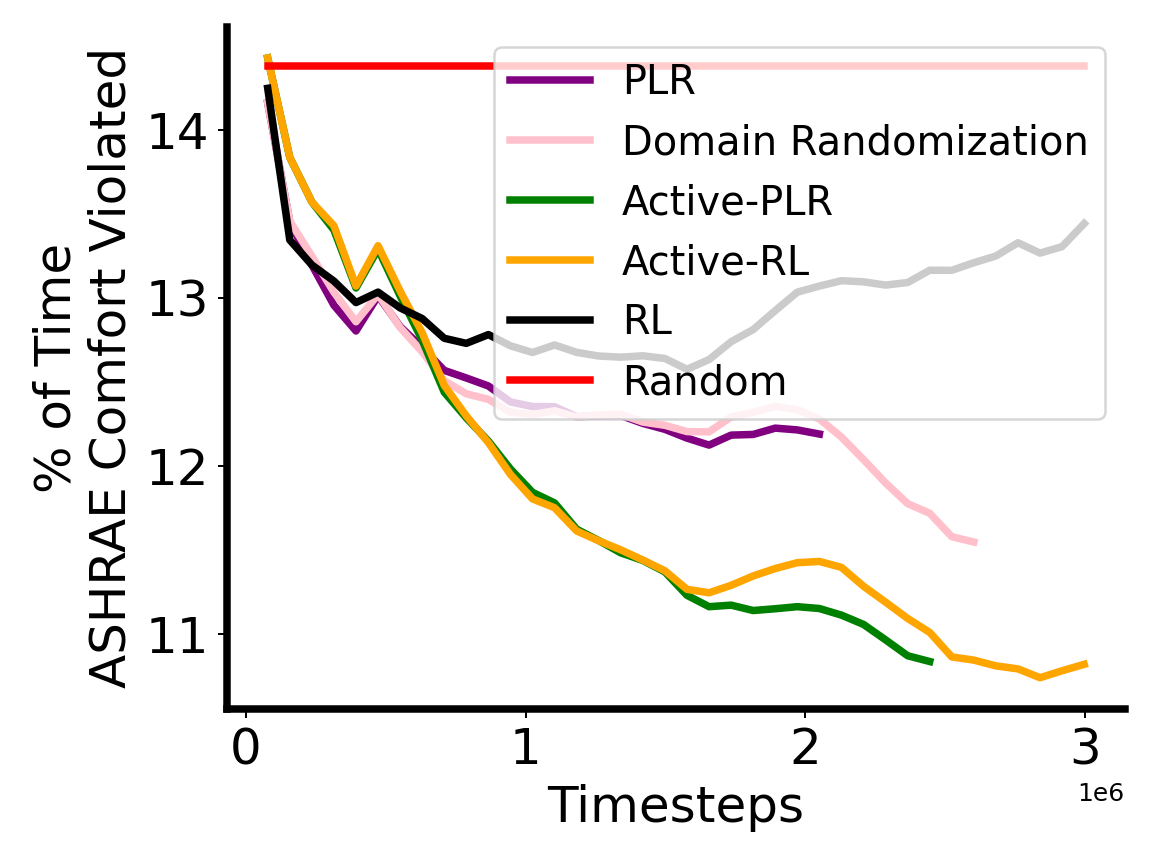 % of Time
ASHRAE Comfort Violated
14
13
12
11
PLR
Domain Randomization
Active-PLR
Active-RL
RL
Random
0
1
2
3
1e6
Timesteps